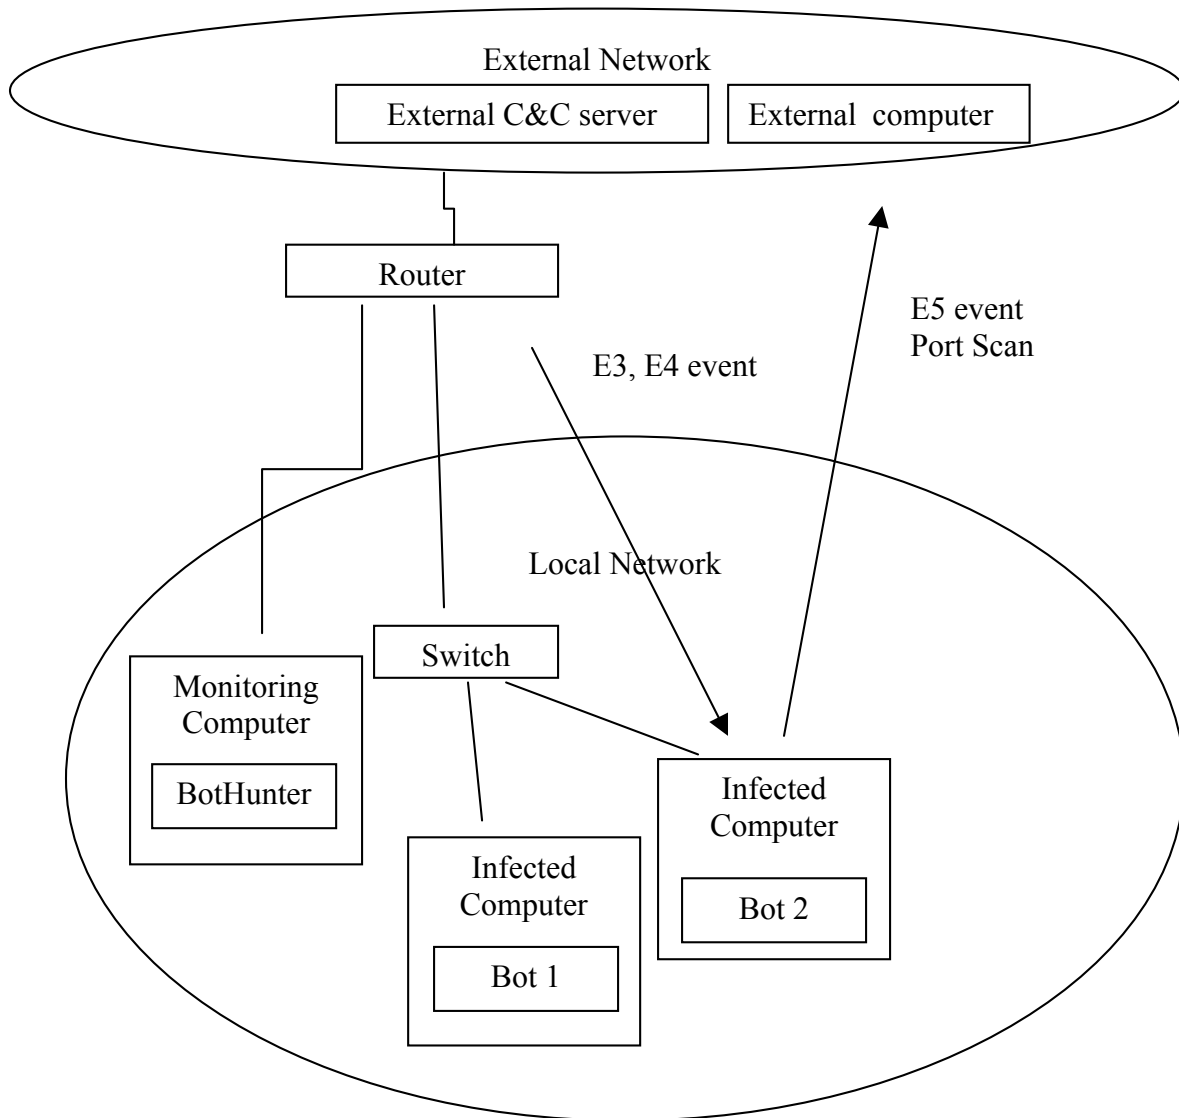 External Network
External C&C server
External computer
Router
E5 event
Port Scan
E3, E4 event
Local Network
Switch
Monitoring
Computer
BotHunter
Infected
Computer
Bot 2
Infected
Computer
Bot 1